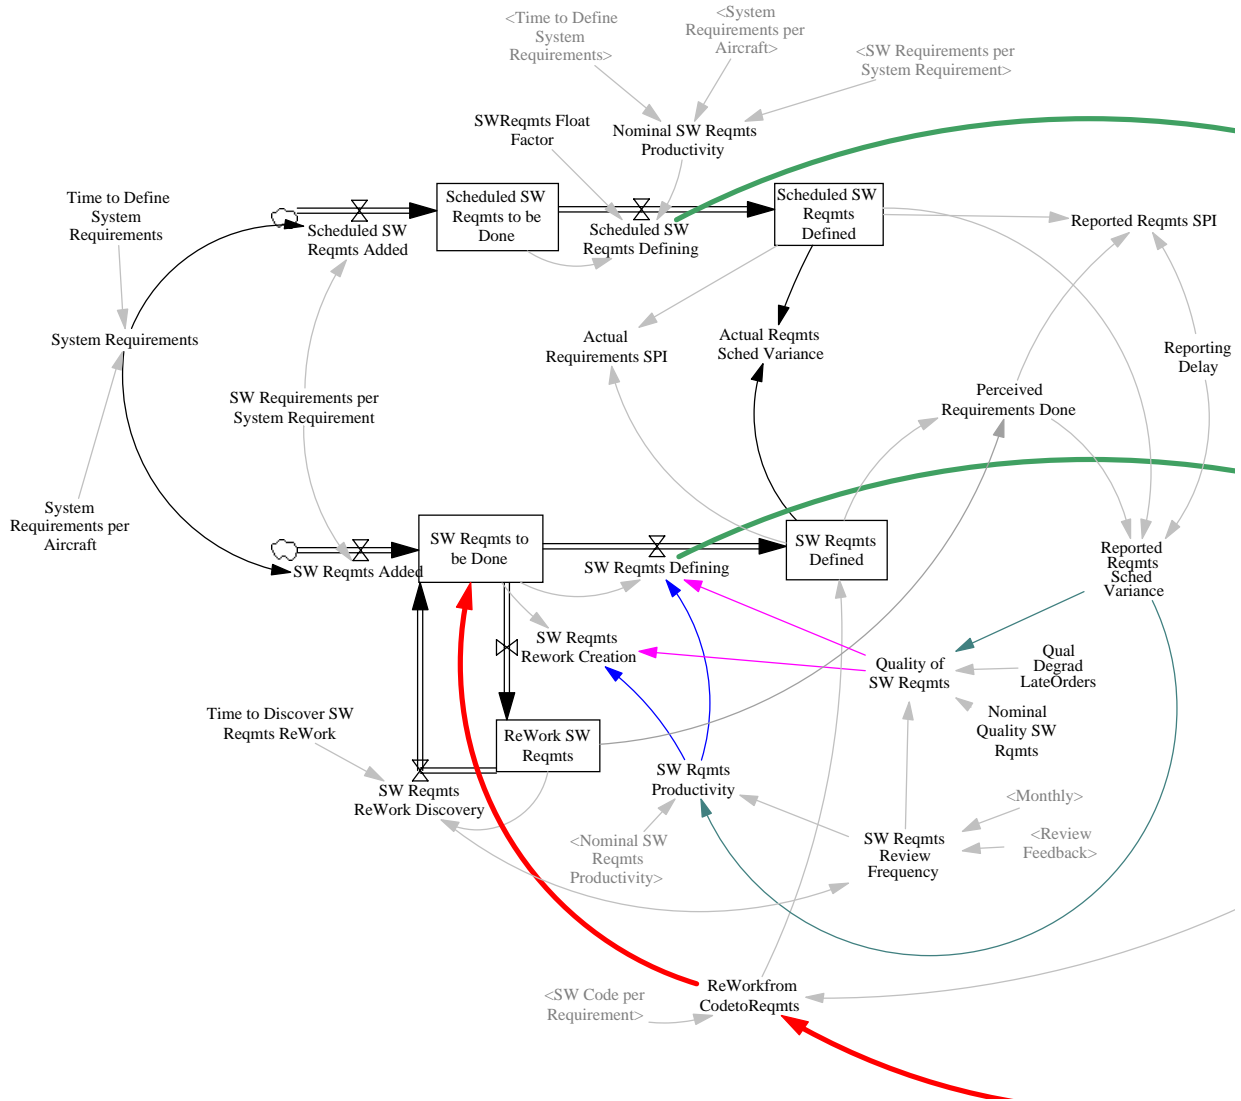 <Time to Define
System
Requirements>
<System
Requirements per
Aircraft>
<SW Requirements per
System Requirement>
SWReqmts Float
Factor
Nominal SW Reqmts
Productivity
Time to Define
System
Requirements
Scheduled SW
Reqmts Added
Scheduled SW
Reqmts to be
Done
Scheduled SW
Reqmts Defining
Scheduled SW
Reqmts
Defined
Reported Reqmts SPI
System Requirements
Actual
Requirements SPI
Actual Reqmts
Sched Variance
Reporting
Delay
SW Requirements per
System Requirement
Perceived
Requirements Done
System
Requirements per
Aircraft
SW Reqmts Added
SW Reqmts to
be Done
SW Reqmts Defining
SW Reqmts
Defined
Reported
Reqmts
Sched
Variance
SW Reqmts
Rework Creation
Quality of
SW Reqmts
Qual
Degrad
LateOrders
Nominal
Quality SW
Rqmts
Time to Discover SW
Reqmts ReWork
ReWork SW
Reqmts
SW Reqmts
ReWork Discovery
SW Rqmts
Productivity
<Nominal SW
Reqmts
Productivity>
SW Reqmts
Review
Frequency
<Monthly>
<Review
Feedback>
<SW Code per
Requirement>
ReWorkfrom
CodetoReqmts